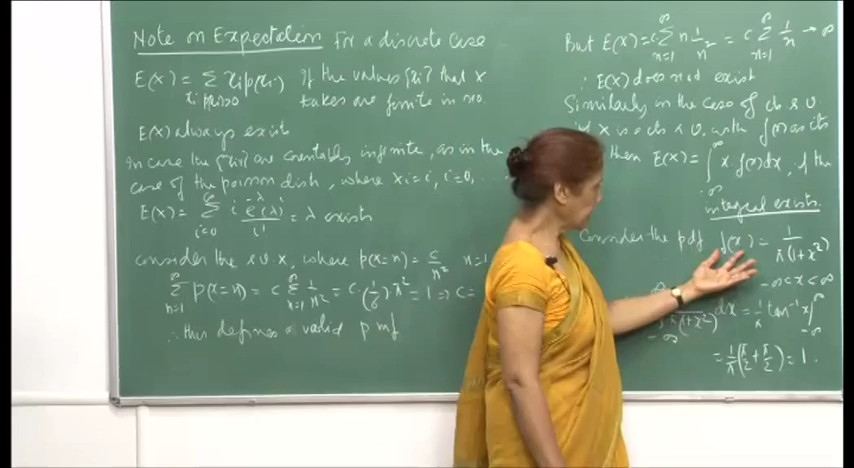 Note on Expectation For a discrete case
E(X) = Σ xi p(xi) If the values {xi} that X
takes are finite in no.
E(X) always exist
In case the {xi} are countably infinite, as in the
case of the poisson dist, where xi = i, i = 0, ...
E(X) = Σ i e^-λ (λ)^i / i! = λ exists
i=0 ∞
Consider the r.v X, where p(X=n) = c/n² n=1
∞ Σ n=1 p(X=n) = c ∞ Σ n=1 1/n² = c·(1/6)π² = 1 ⇒ c =
∴ this defines a valid pmf
But E(X) = c ∞ Σ n=1 n 1/n² = c ∞ Σ n=1 1/n → ∞
∴ E(X) does not exist
Similarly in the case of cts r.v
if X is a cts r.v. with f(x) as its
then E(X) = ∫ -∞ ∞ x·f(x)dx, if the
integral exists.
Consider the pdf f(x) = 1/π(1+x²)
-∞<x<∞
π(1+x²) dx = 1/π tan⁻¹x | -∞ ∞
= 1/π(π/2 + π/2) = 1.